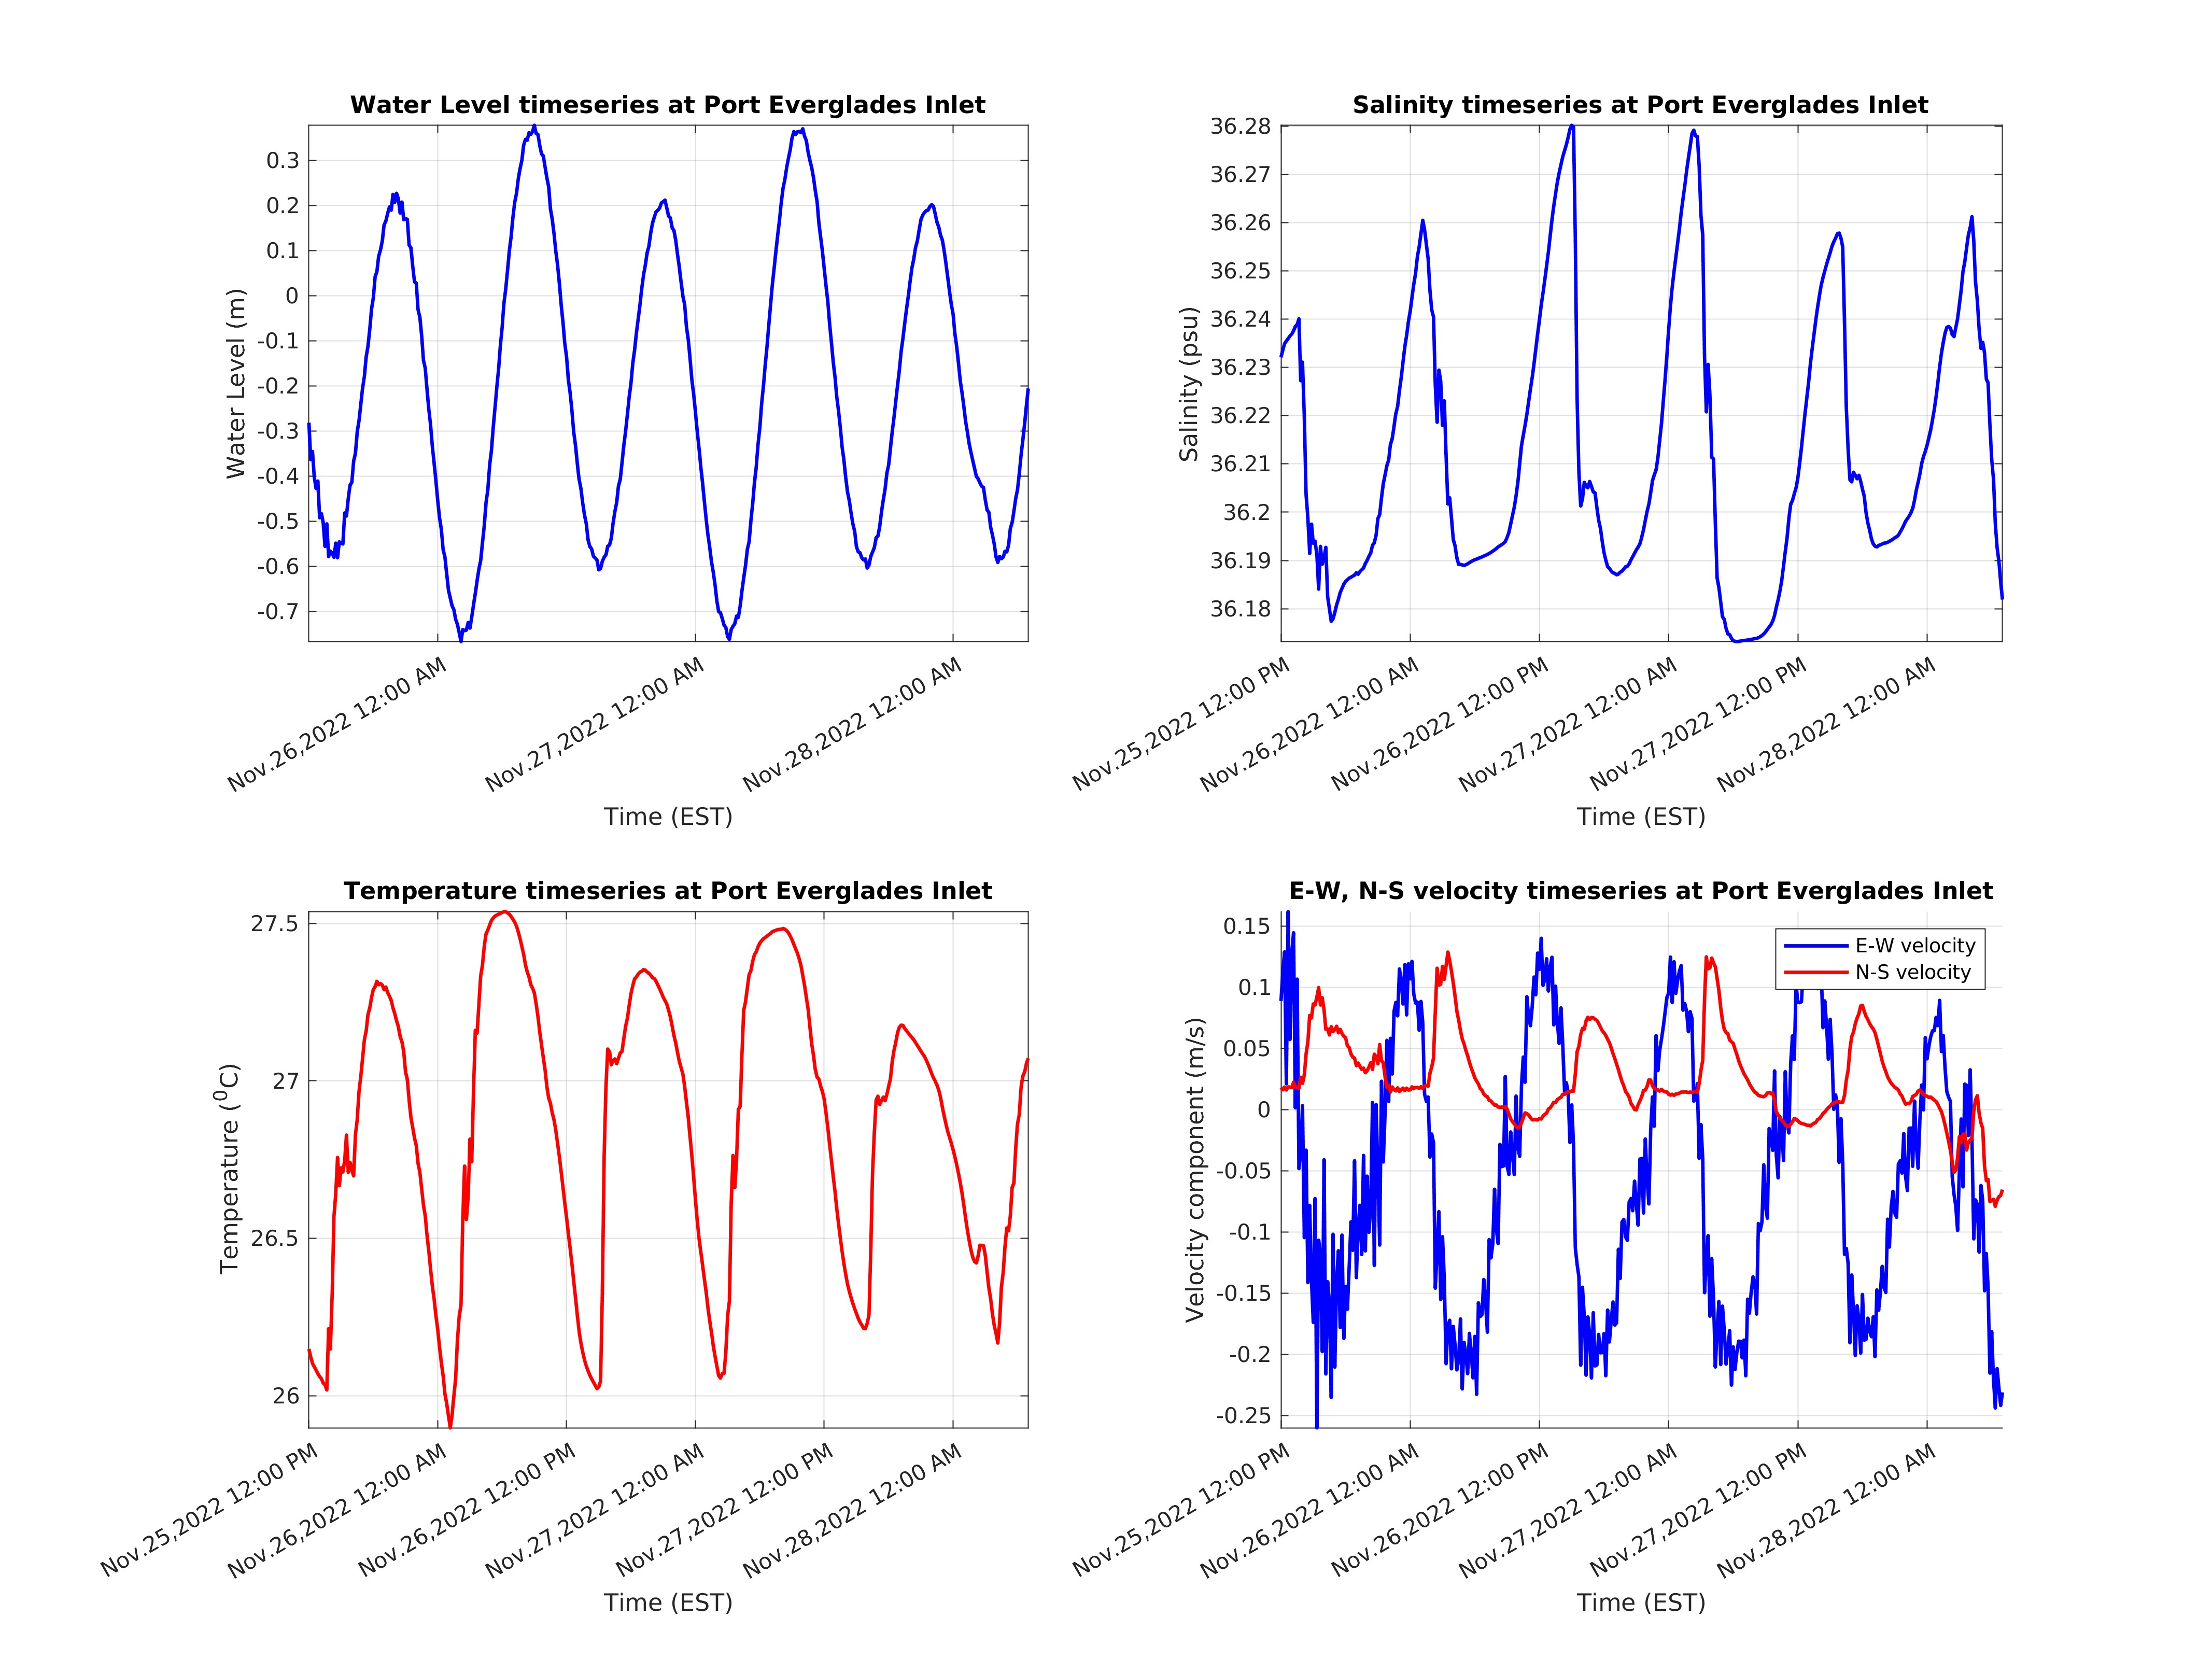 Water Level timeseries at Port Everglades Inlet
Water Level (m)
0.3
0.2
0.1
0
-0.1
-0.2
-0.3
-0.4
-0.5
-0.6
-0.7
Nov.26,2022 12:00 AM
Nov.27,2022 12:00 AM
Nov.28,2022 12:00 AM
Time (EST)
Salinity timeseries at Port Everglades Inlet
Salinity (psu)
36.28
36.27
36.26
36.25
36.24
36.23
36.22
36.21
36.2
36.19
36.18
Nov.25,2022 12:00 PM
Nov.26,2022 12:00 AM
Nov.26,2022 12:00 PM
Nov.27,2022 12:00 AM
Nov.27,2022 12:00 PM
Nov.28,2022 12:00 AM
Time (EST)
Temperature timeseries at Port Everglades Inlet
Temperature (⁰C)
27.5
27
26.5
26
Nov.25,2022 12:00 PM
Nov.26,2022 12:00 AM
Nov.26,2022 12:00 PM
Nov.27,2022 12:00 AM
Nov.27,2022 12:00 PM
Nov.28,2022 12:00 AM
Time (EST)
E-W, N-S velocity timeseries at Port Everglades Inlet
Velocity component (m/s)
0.15
0.1
0.05
0
-0.05
-0.1
-0.15
-0.2
-0.25
E-W velocity
N-S velocity
Nov.25,2022 12:00 PM
Nov.26,2022 12:00 AM
Nov.26,2022 12:00 PM
Nov.27,2022 12:00 AM
Nov.27,2022 12:00 PM
Nov.28,2022 12:00 AM
Time (EST)